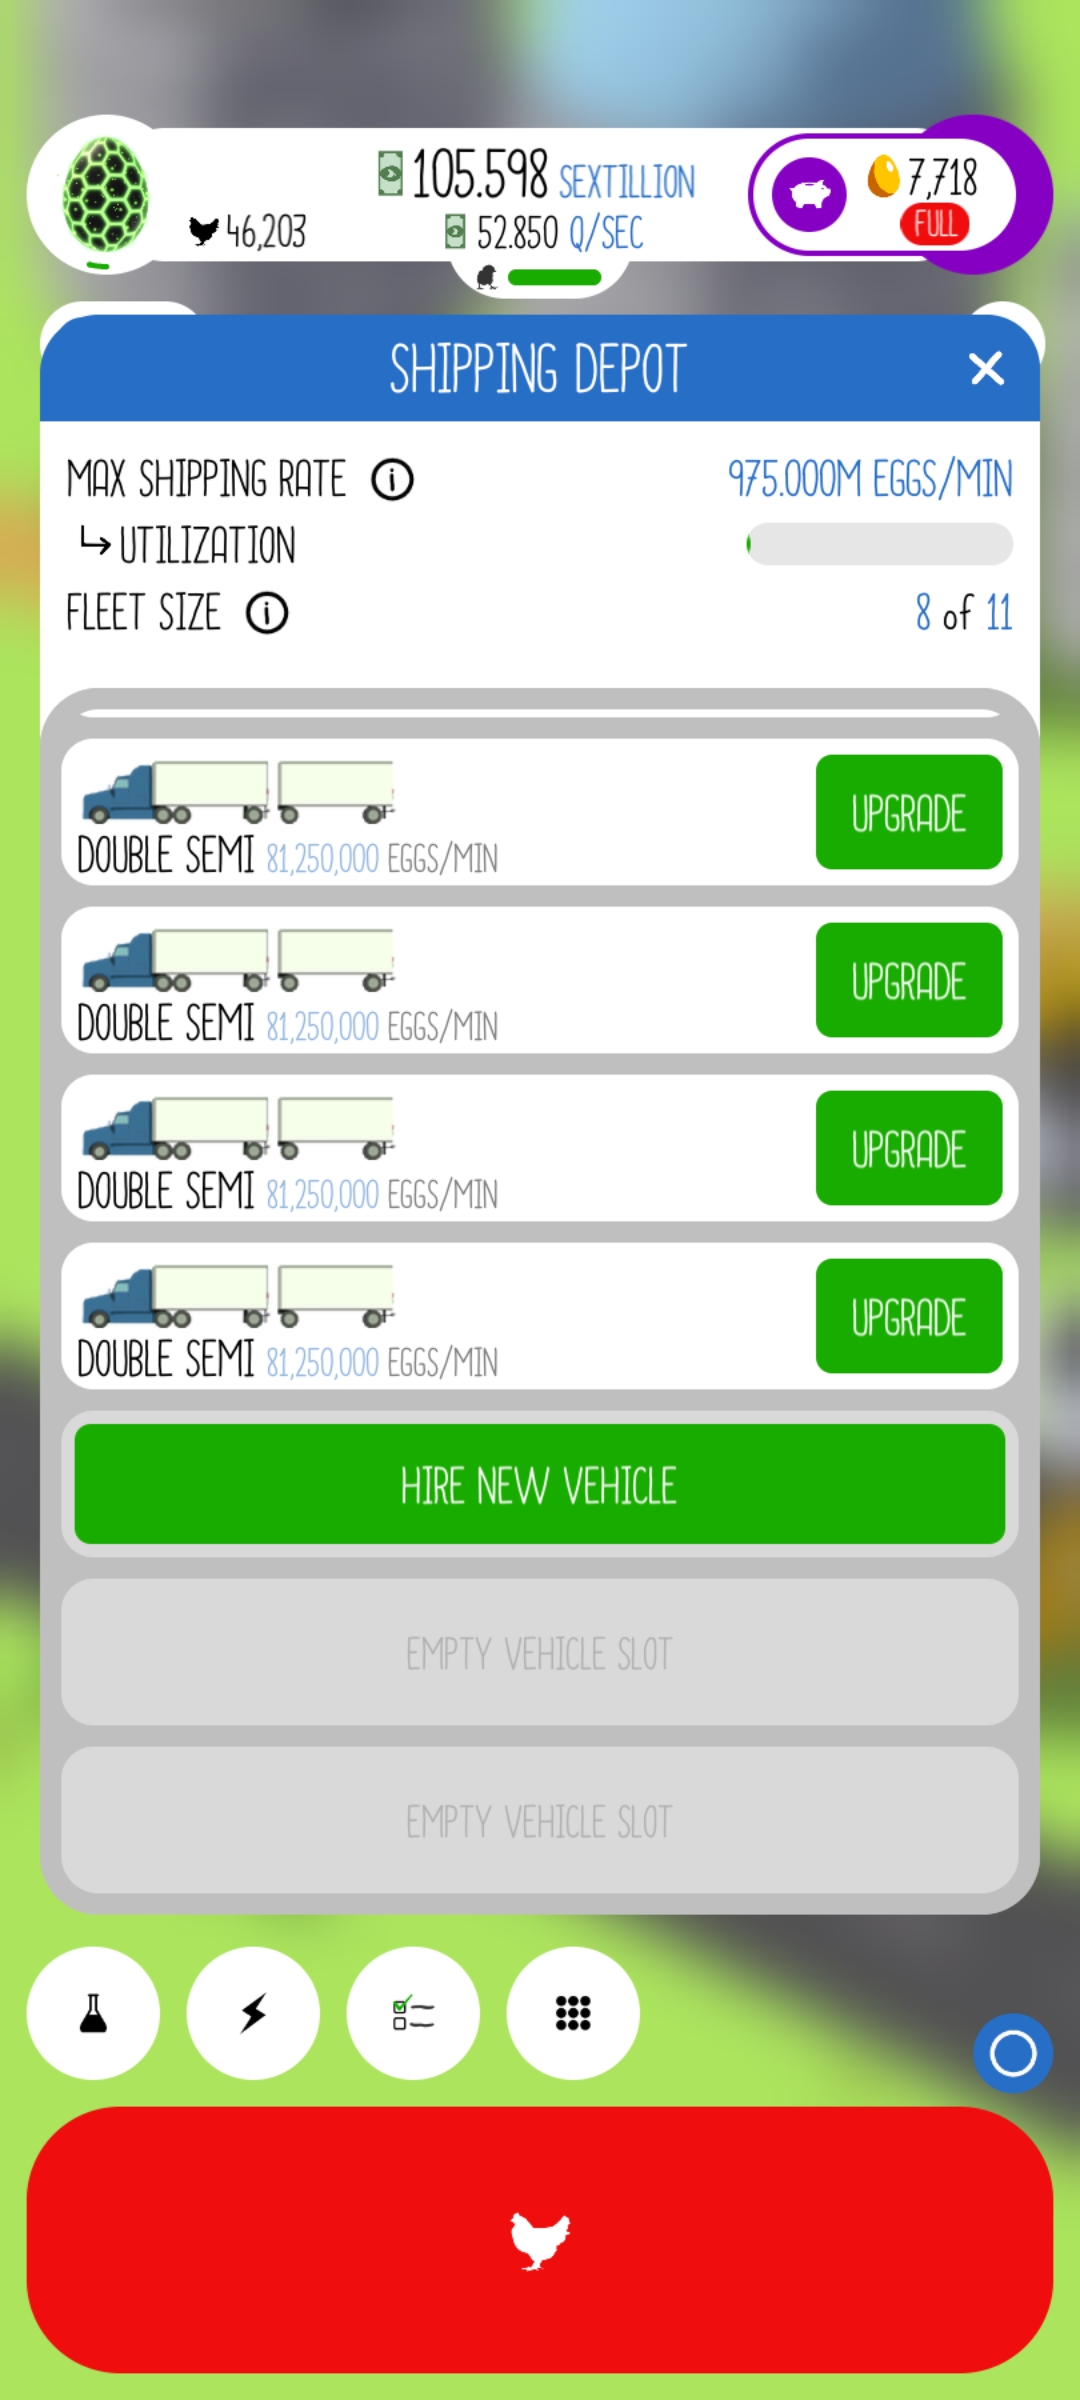 105.598 SEXTILLION
7,718
46,203
52.850 Q/SEC
FULL
SHIPPING DEPOT
MAX SHIPPING RATE 975.000M EGGS/MIN
UTILIZATION
FLEET SIZE 8 of 11
DOUBLE SEMI 81,250,000 EGGS/MIN
UPGRADE
DOUBLE SEMI 81,250,000 EGGS/MIN
UPGRADE
DOUBLE SEMI 81,250,000 EGGS/MIN
UPGRADE
DOUBLE SEMI 81,250,000 EGGS/MIN
UPGRADE
HIRE NEW VEHICLE
EMPTY VEHICLE SLOT
EMPTY VEHICLE SLOT